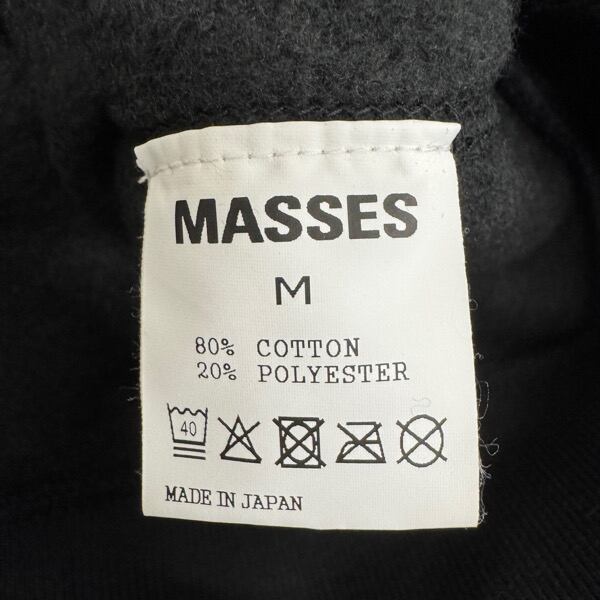 MASSES
M
80% COTTON
20% POLYESTER
40
MADE IN JAPAN